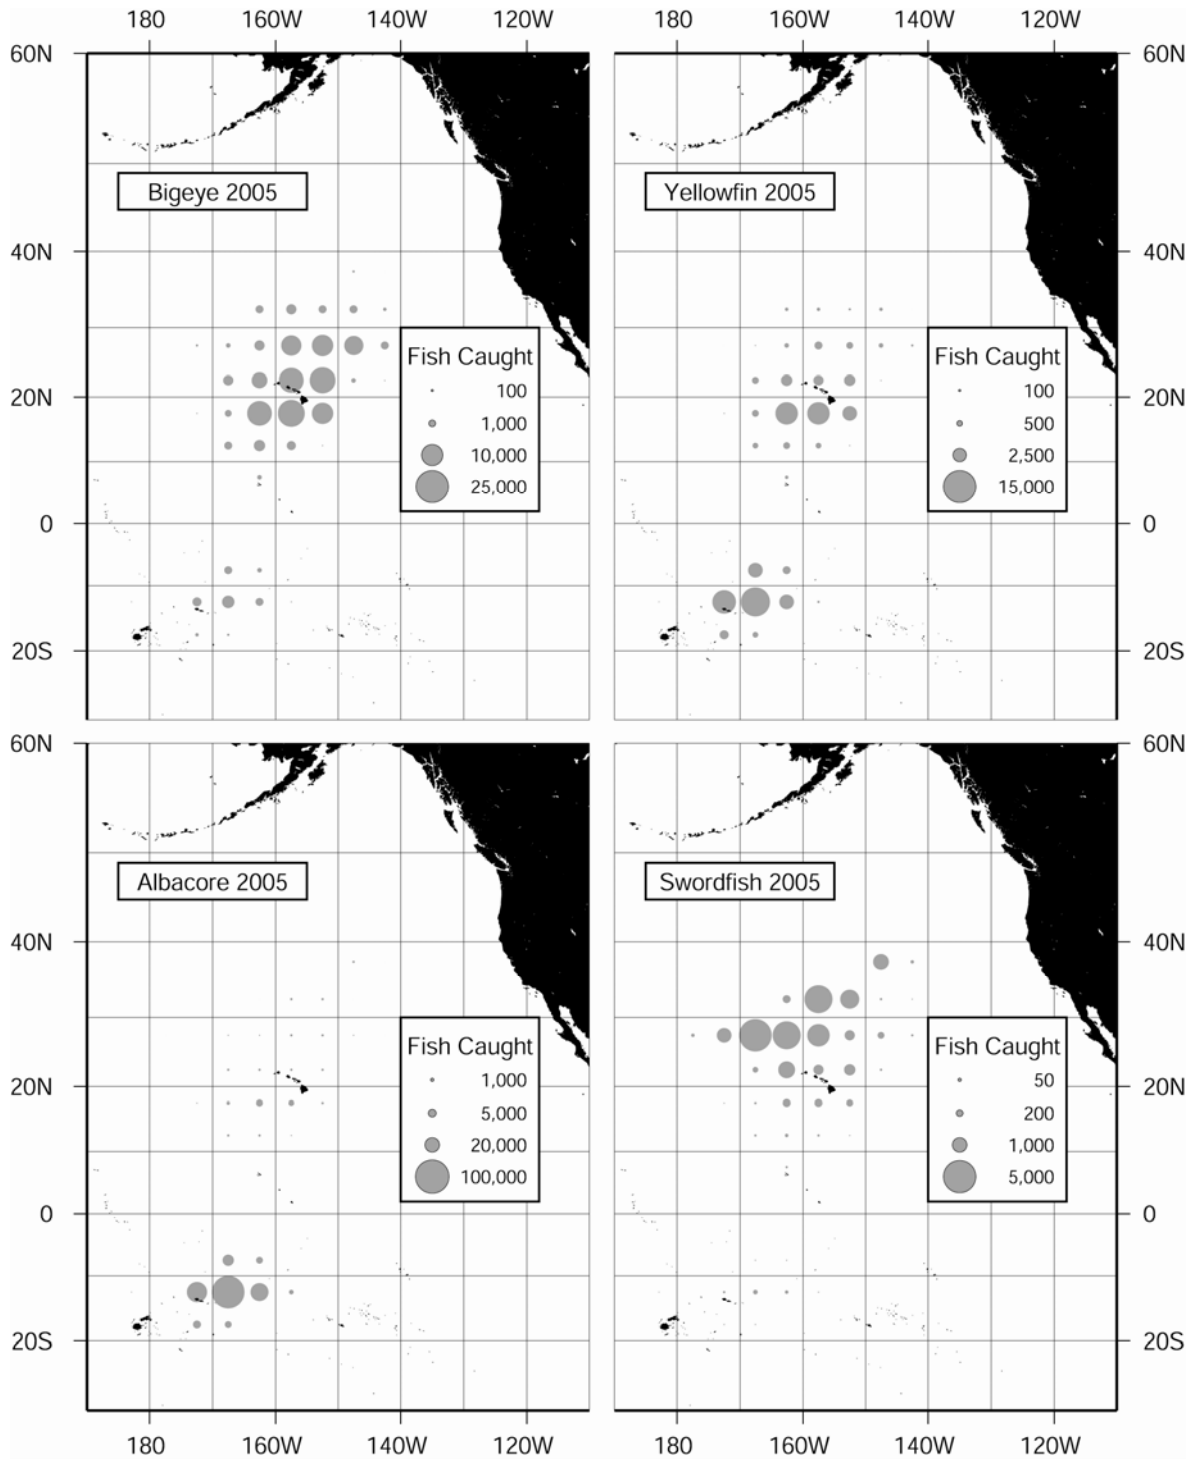 180 160W 140W 120W 180 160W 140W 120W
60N 60N
Bigeye 2005 Yellowfin 2005
40N 40N
Fish Caught Fish Caught
100 100
20N 20N
1,000 500
10,000 2,500
25,000 15,000
0 0
20S 20S
60N 60N
Albacore 2005 Swordfish 2005
40N 40N
Fish Caught Fish Caught
1,000 50
20N 20N
5,000 200
20,000 1,000
100,000 5,000
0 0
20S 20S
180 160W 140W 120W 180 160W 140W 120W